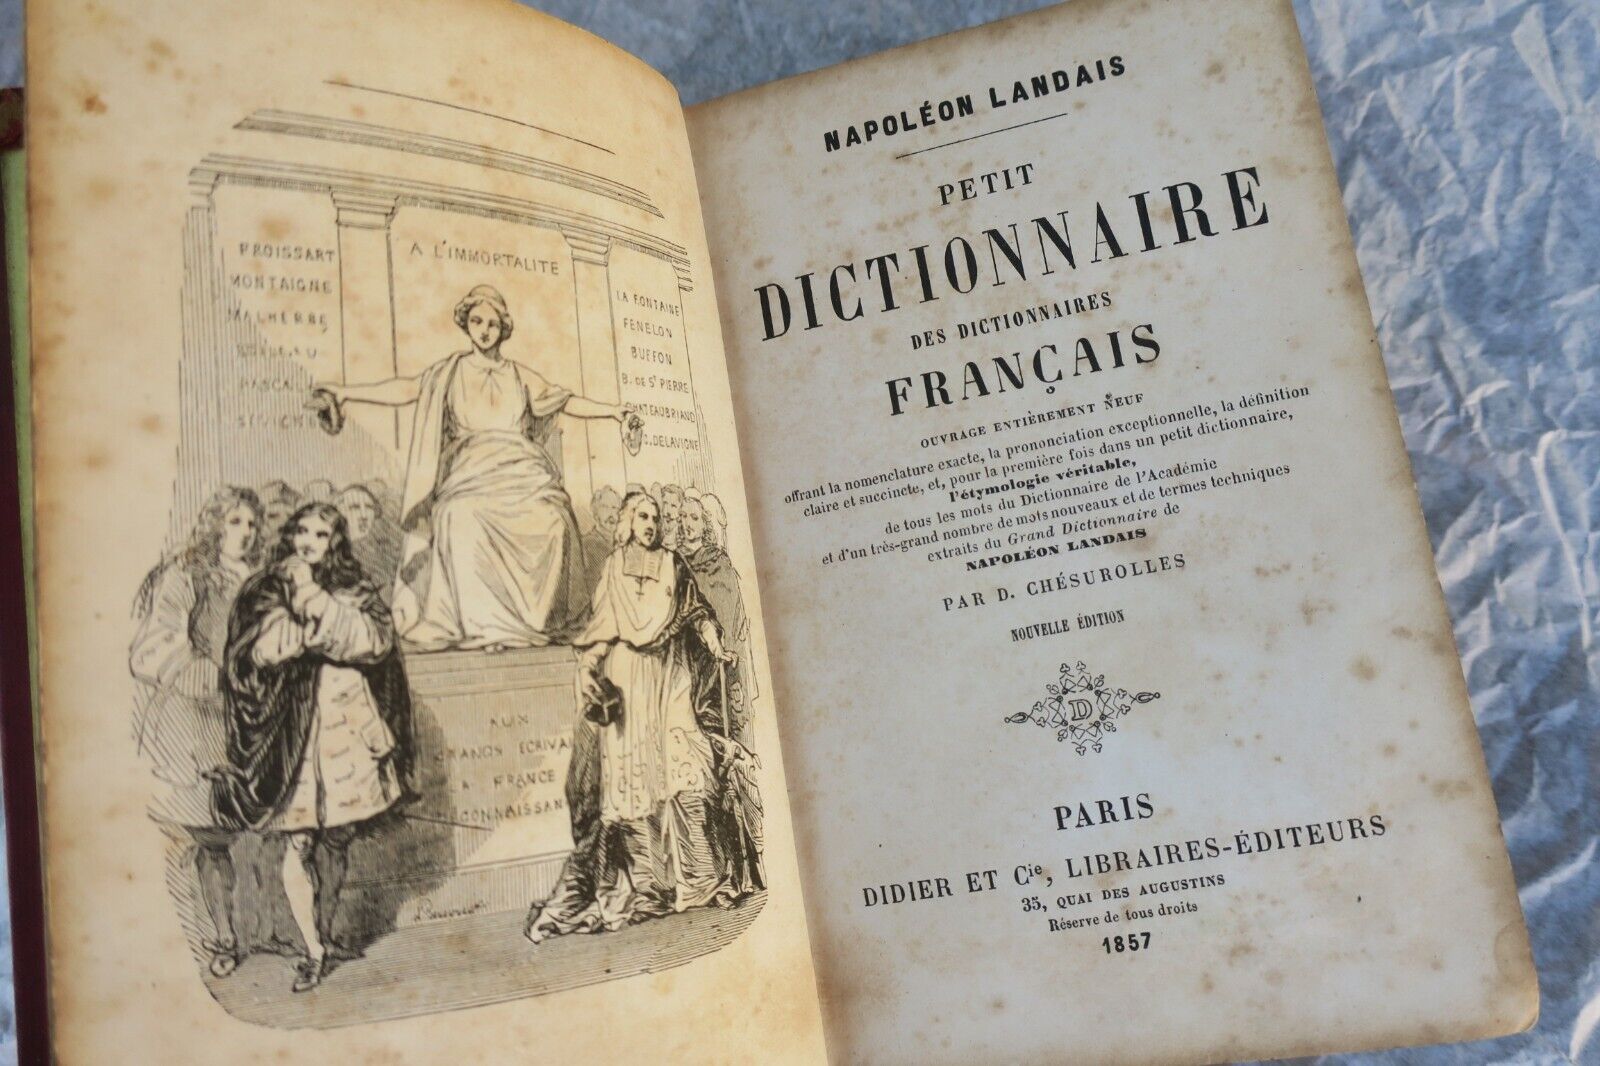 A L'IMMORTALITE
FROISSART
MONTAIGNE
MALHERBE
PASCAL
LA FONTAINE
FENELON
BUFFON
B. DE St PIERRE
CHATEAUBRIAND
C. DELAVIGNE
AUX
GRANDS ECRIVAI
LA FRANCE
RECONNAISSAN
NAPOLÉON LANDAIS
PETIT
DICTIONNAIRE
DES DICTIONNAIRES
FRANÇAIS
OUVRAGE ENTIÈREMENT NEUF
offrant la nomenclature exacte, la prononciation exceptionnelle, la définition
claire et succincte, et, pour la première fois dans un petit dictionnaire,
l'étymologie véritable,
de tous les mots du Dictionnaire de l'Académie
et d'un très-grand nombre de mots nouveaux et de termes techniques
extraits du Grand Dictionnaire de
NAPOLÉON LANDAIS
PAR D. CHÉSUROLLES
NOUVELLE ÉDITION
D
PARIS
DIDIER ET Cie, LIBRAIRES-ÉDITEURS
35, QUAI DES AUGUSTINS
Réserve de tous droits
1857